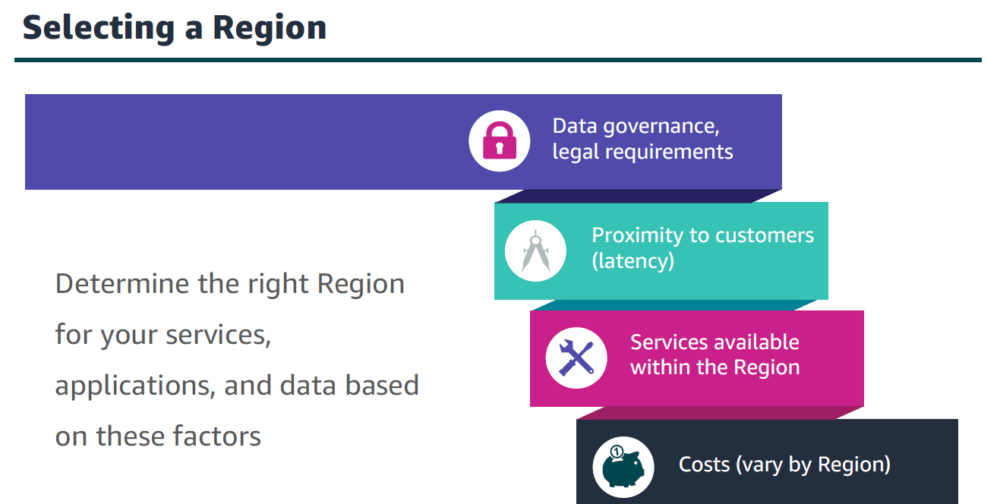 Selecting a Region
Data governance,
legal requirements
Proximity to customers
(latency)
Determine the right Region
for your services,
applications, and data based
on these factors
Services available
within the Region
1
Costs (vary by Region)